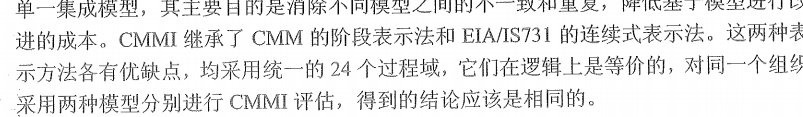 单一集成模型，其主要目的是消除不同模型之间的不一致和重复，降低基于模型进行改
进的成本。CMMI 继承了 CMM 的阶段表示法和 EIA/IS731 的连续式表示法。这两种表
示方法各有优缺点，均采用统一的 24 个过程域，它们在逻辑上是等价的，对同一个组织
采用两种模型分别进行 CMMI 评估，得到的结论应该是相同的。